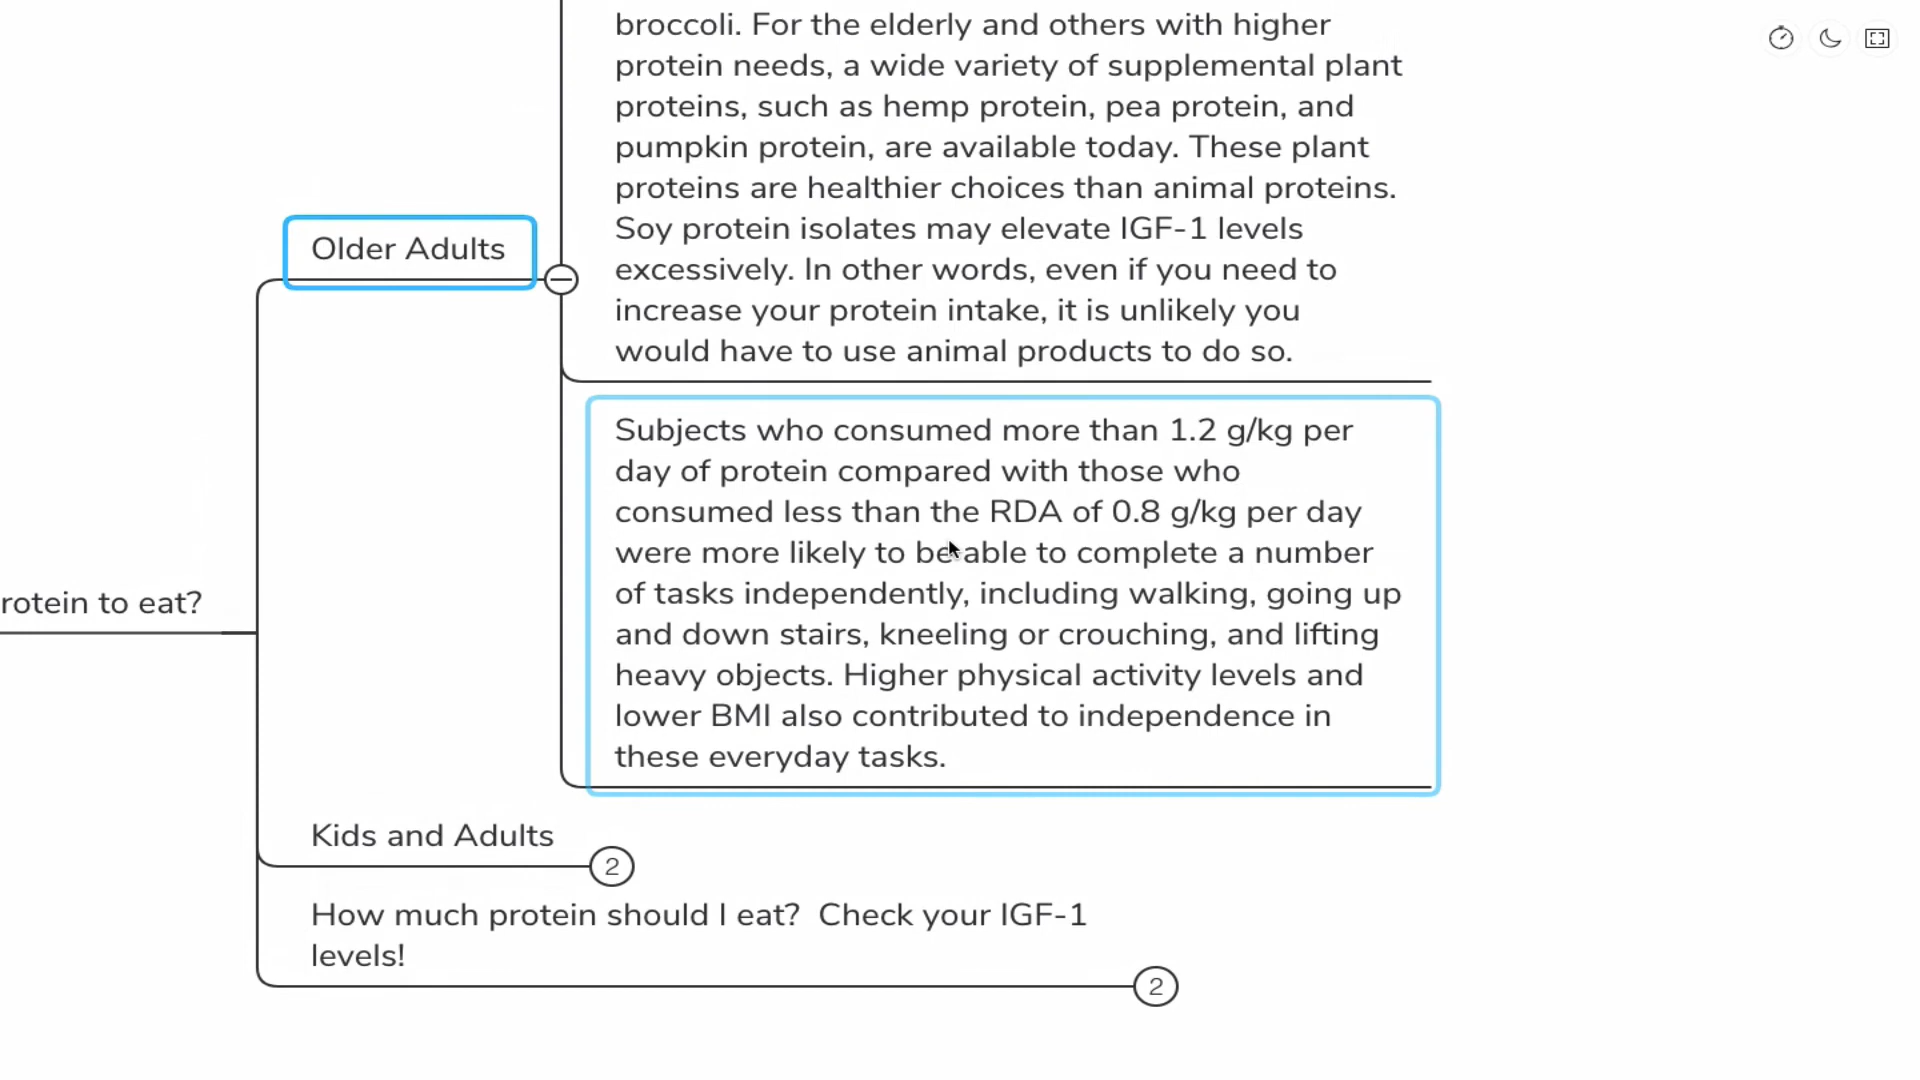 broccoli. For the elderly and others with higher
protein needs, a wide variety of supplemental plant
proteins, such as hemp protein, pea protein, and
pumpkin protein, are available today. These plant
proteins are healthier choices than animal proteins.
Soy protein isolates may elevate IGF-1 levels
excessively. In other words, even if you need to
increase your protein intake, it is unlikely you
would have to use animal products to do so.
Older Adults
Subjects who consumed more than 1.2 g/kg per
day of protein compared with those who
consumed less than the RDA of 0.8 g/kg per day
were more likely to be able to complete a number
of tasks independently, including walking, going up
and down stairs, kneeling or crouching, and lifting
heavy objects. Higher physical activity levels and
lower BMI also contributed to independence in
these everyday tasks.
rotein to eat?
Kids and Adults
2
How much protein should I eat?  Check your IGF-1
levels!
2